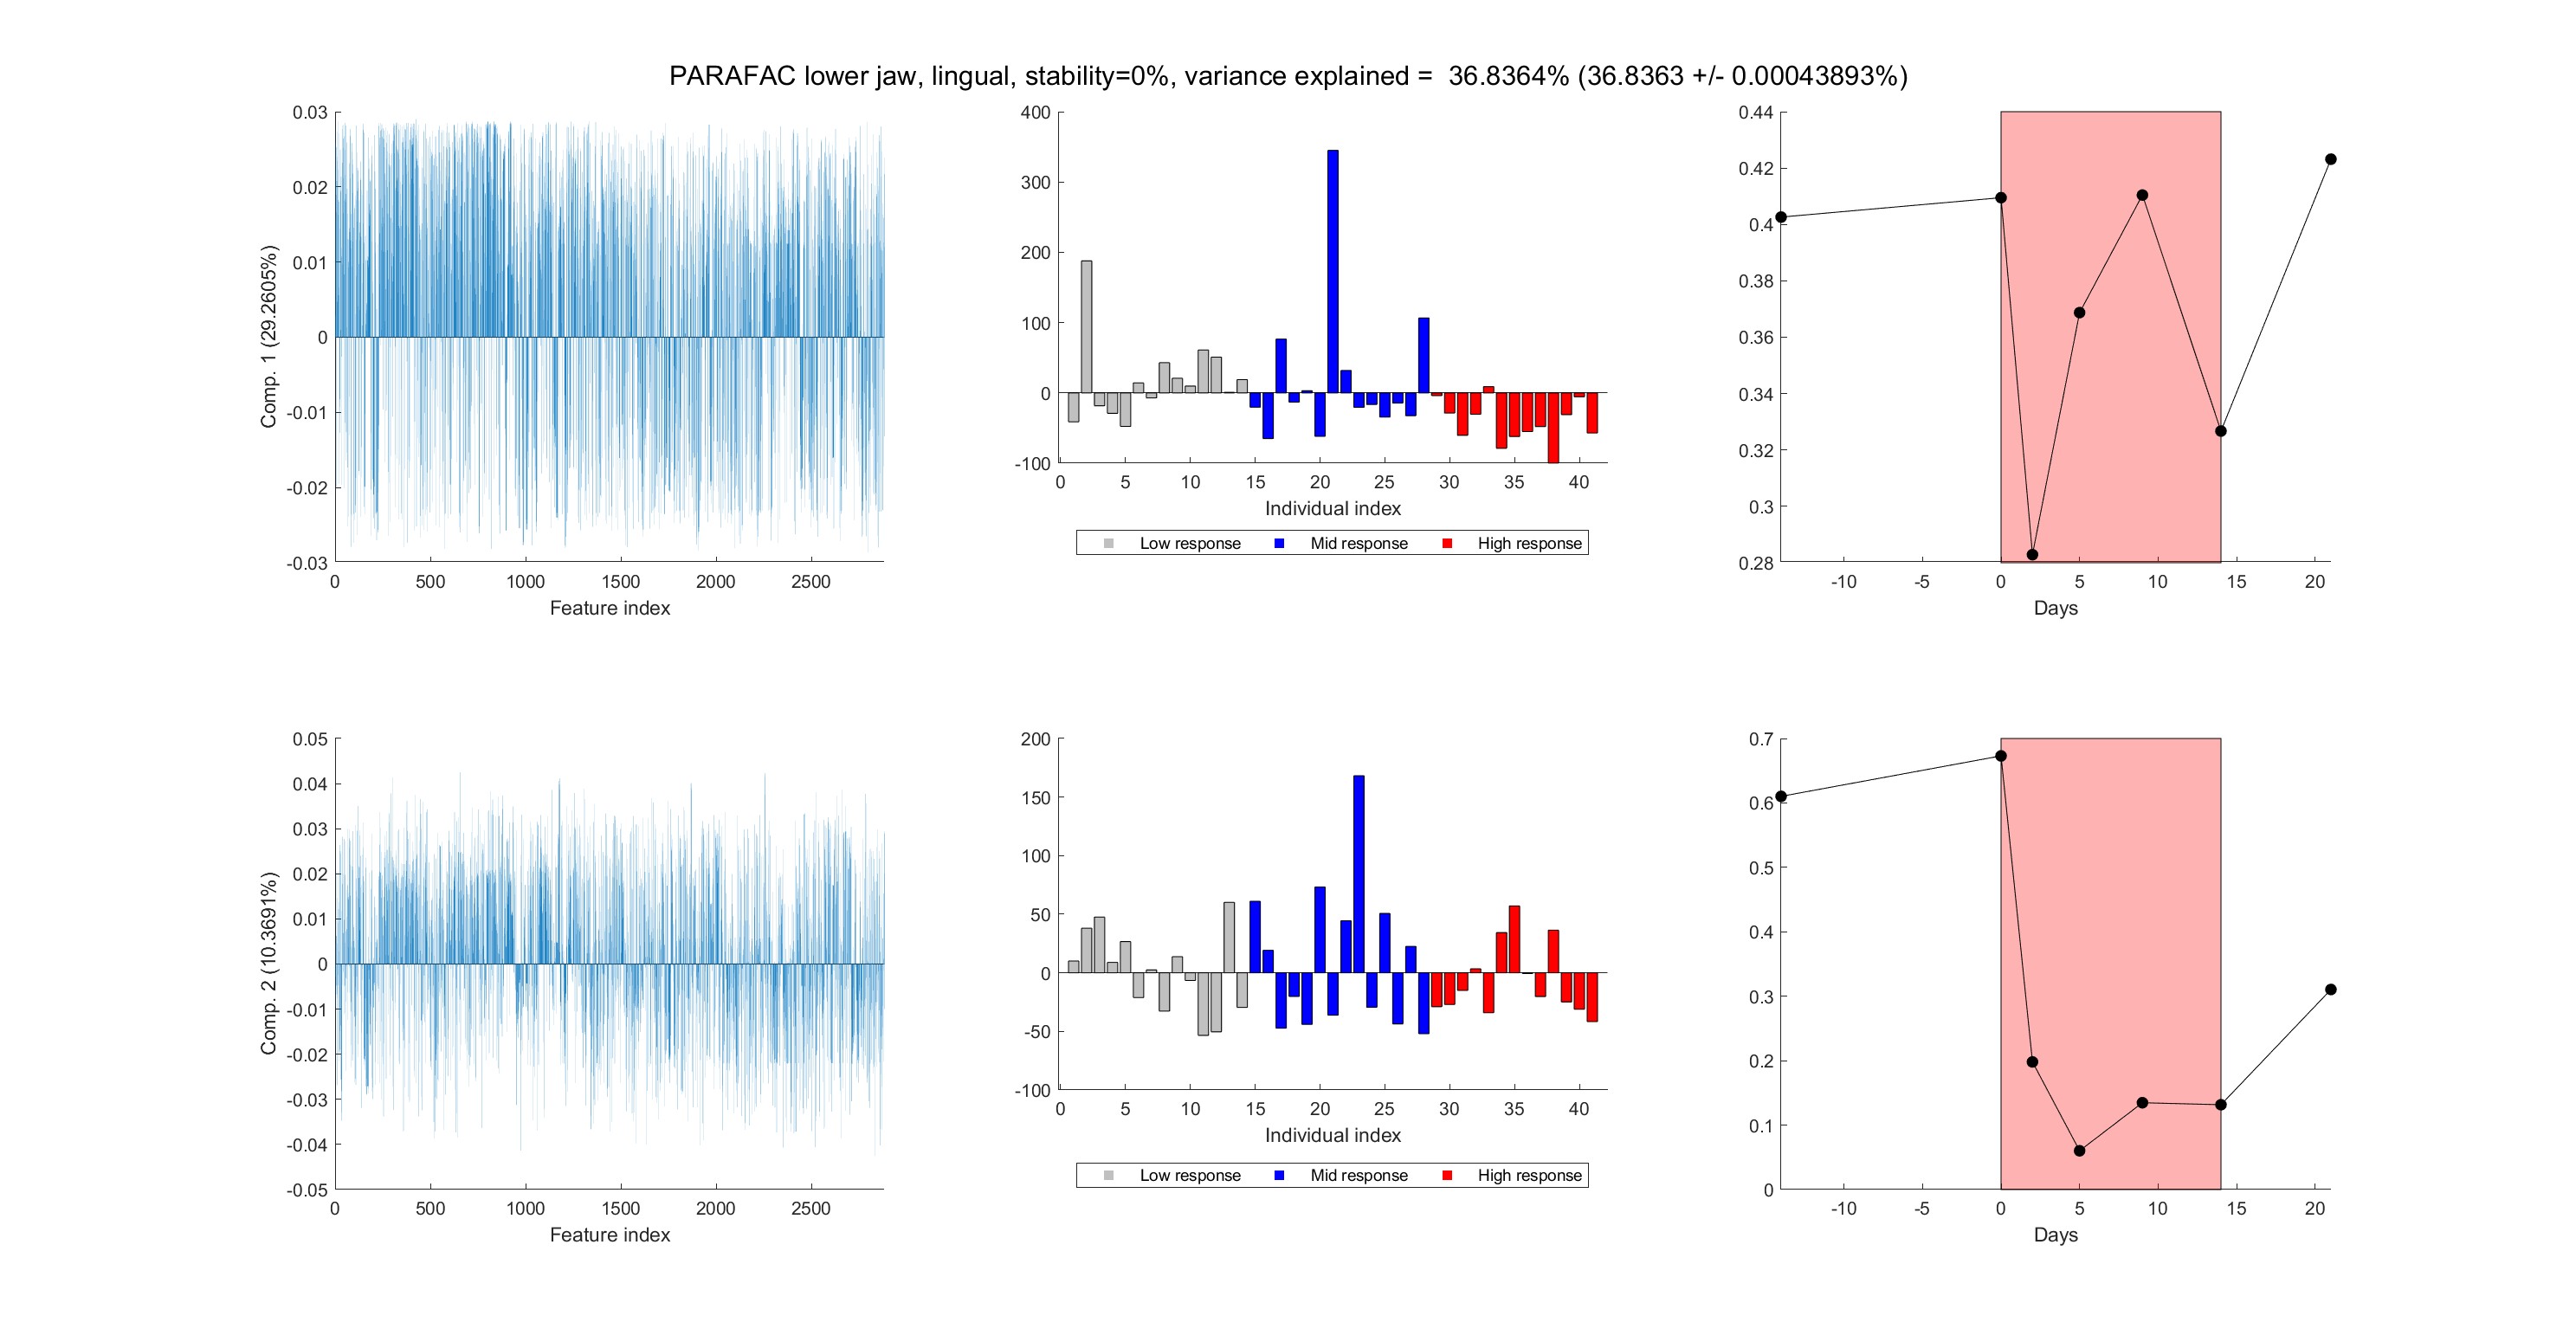 PARAFAC lower jaw, lingual, stability=0%, variance explained =  36.8364% (36.8363 +/- 0.00043893%)
Comp. 1 (29.2605%)
0.03
0.02
0.01
0
-0.01
-0.02
-0.03
0 500 1000 1500 2000 2500
Feature index
400
300
200
100
0
-100
0 5 10 15 20 25 30 35 40
Individual index
Low response Mid response High response
0.44
0.42
0.4
0.38
0.36
0.34
0.32
0.3
0.28
-10 -5 0 5 10 15 20
Days
Comp. 2 (10.3691%)
0.05
0.04
0.03
0.02
0.01
0
-0.01
-0.02
-0.03
-0.04
-0.05
0 500 1000 1500 2000 2500
Feature index
200
150
100
50
0
-50
-100
0 5 10 15 20 25 30 35 40
Individual index
Low response Mid response High response
0.7
0.6
0.5
0.4
0.3
0.2
0.1
0
-10 -5 0 5 10 15 20
Days